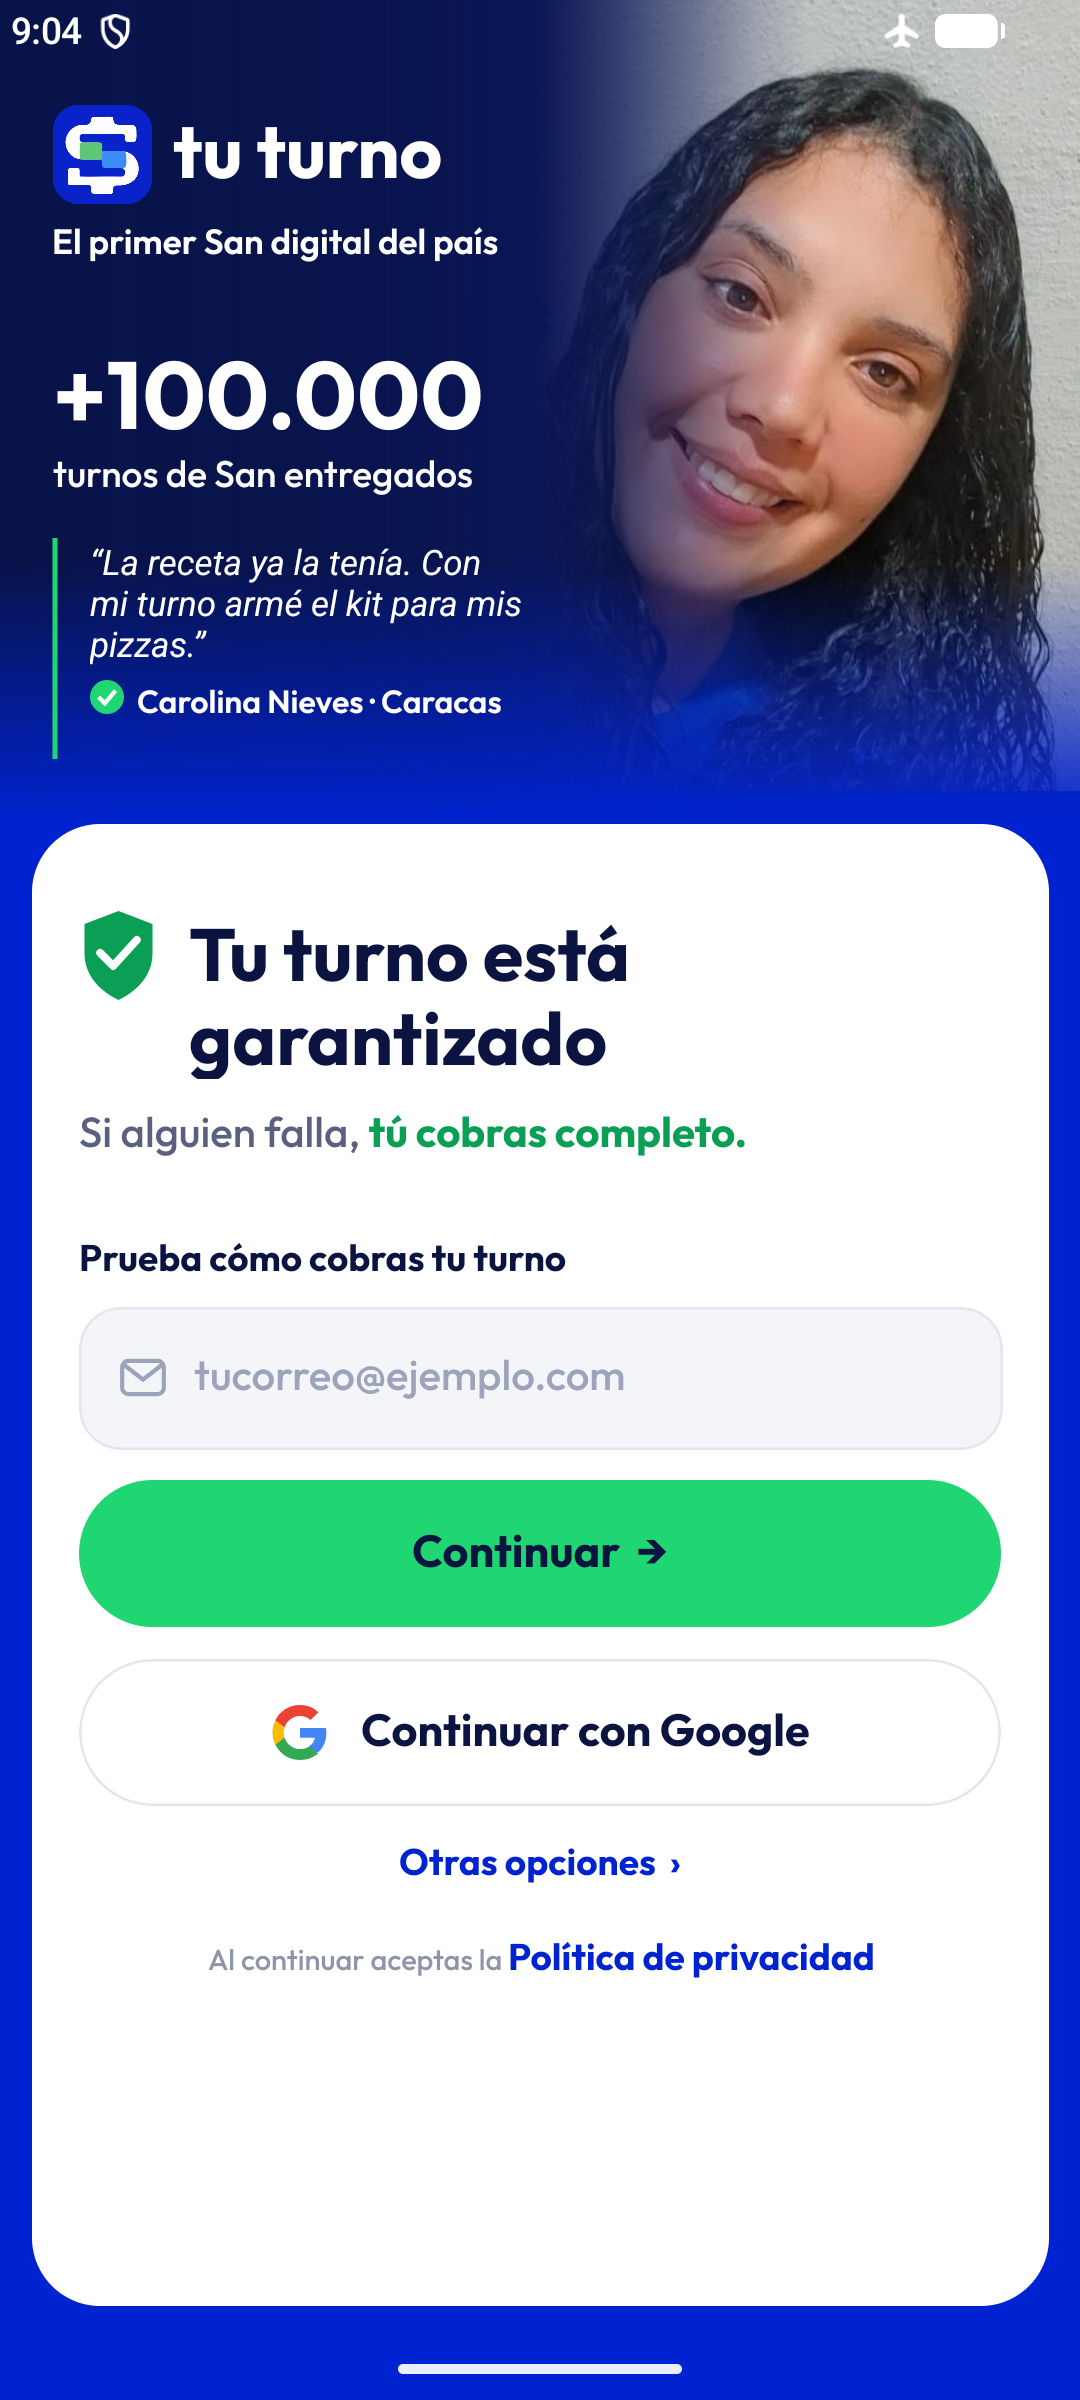 9:04
tu turno
El primer San digital del país
+100.000
turnos de San entregados
“La receta ya la tenía. Con
mi turno armé el kit para mis
pizzas.”
Carolina Nieves · Caracas
Tu turno está
garantizado
Si alguien falla, tú cobras completo.
Prueba cómo cobras tu turno
tucorreo@ejemplo.com
Continuar →
Continuar con Google
Otras opciones ›
Al continuar aceptas la Política de privacidad